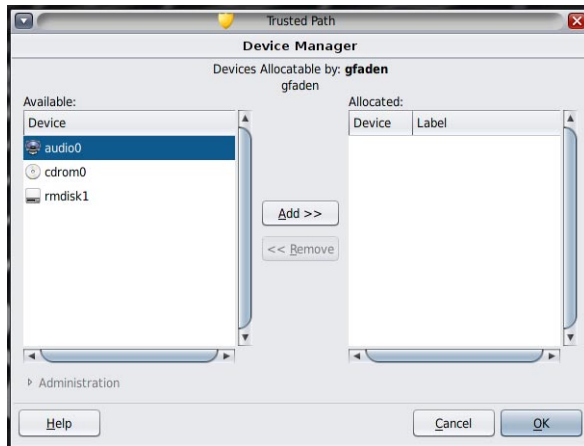 Trusted Path
Device Manager
Devices Allocatable by: gfaden
gfaden
Available:
Device
audio0
cdrom0
rmdisk1
Add >>
<< Remove
Allocated:
Device Label
Administration
Help
Cancel
OK